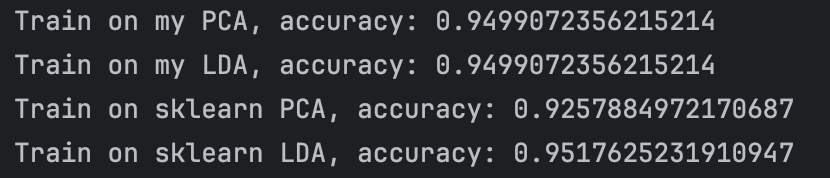 Train on my PCA, accuracy: 0.9499072356215214
Train on my LDA, accuracy: 0.9499072356215214
Train on sklearn PCA, accuracy: 0.9257884972170687
Train on sklearn LDA, accuracy: 0.9517625231910947